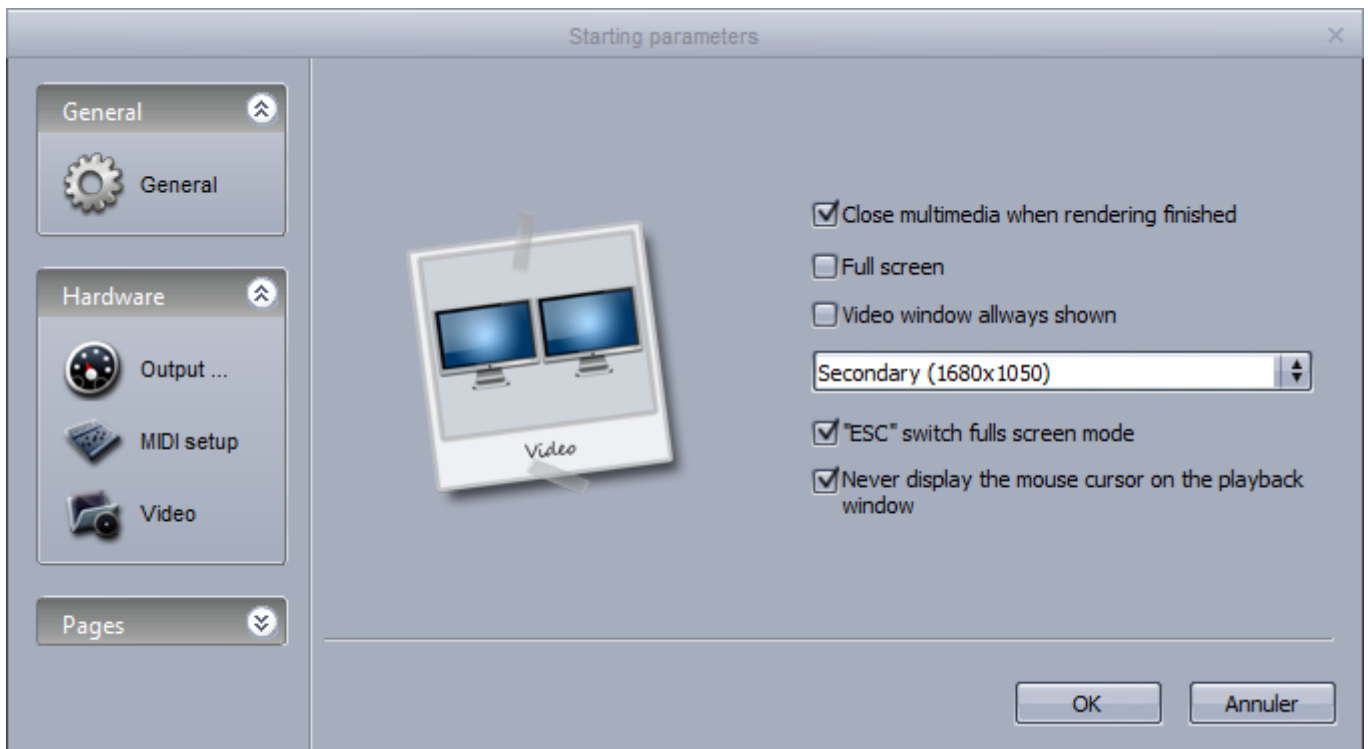 Starting parameters
General
General
Hardware
Output ...
MIDI setup
Video
Pages
Video
Close multimedia when rendering finished
Full screen
Video window allways shown
Secondary (1680x1050)
"ESC" switch fulls screen mode
Never display the mouse cursor on the playback
window
OK
Annuler